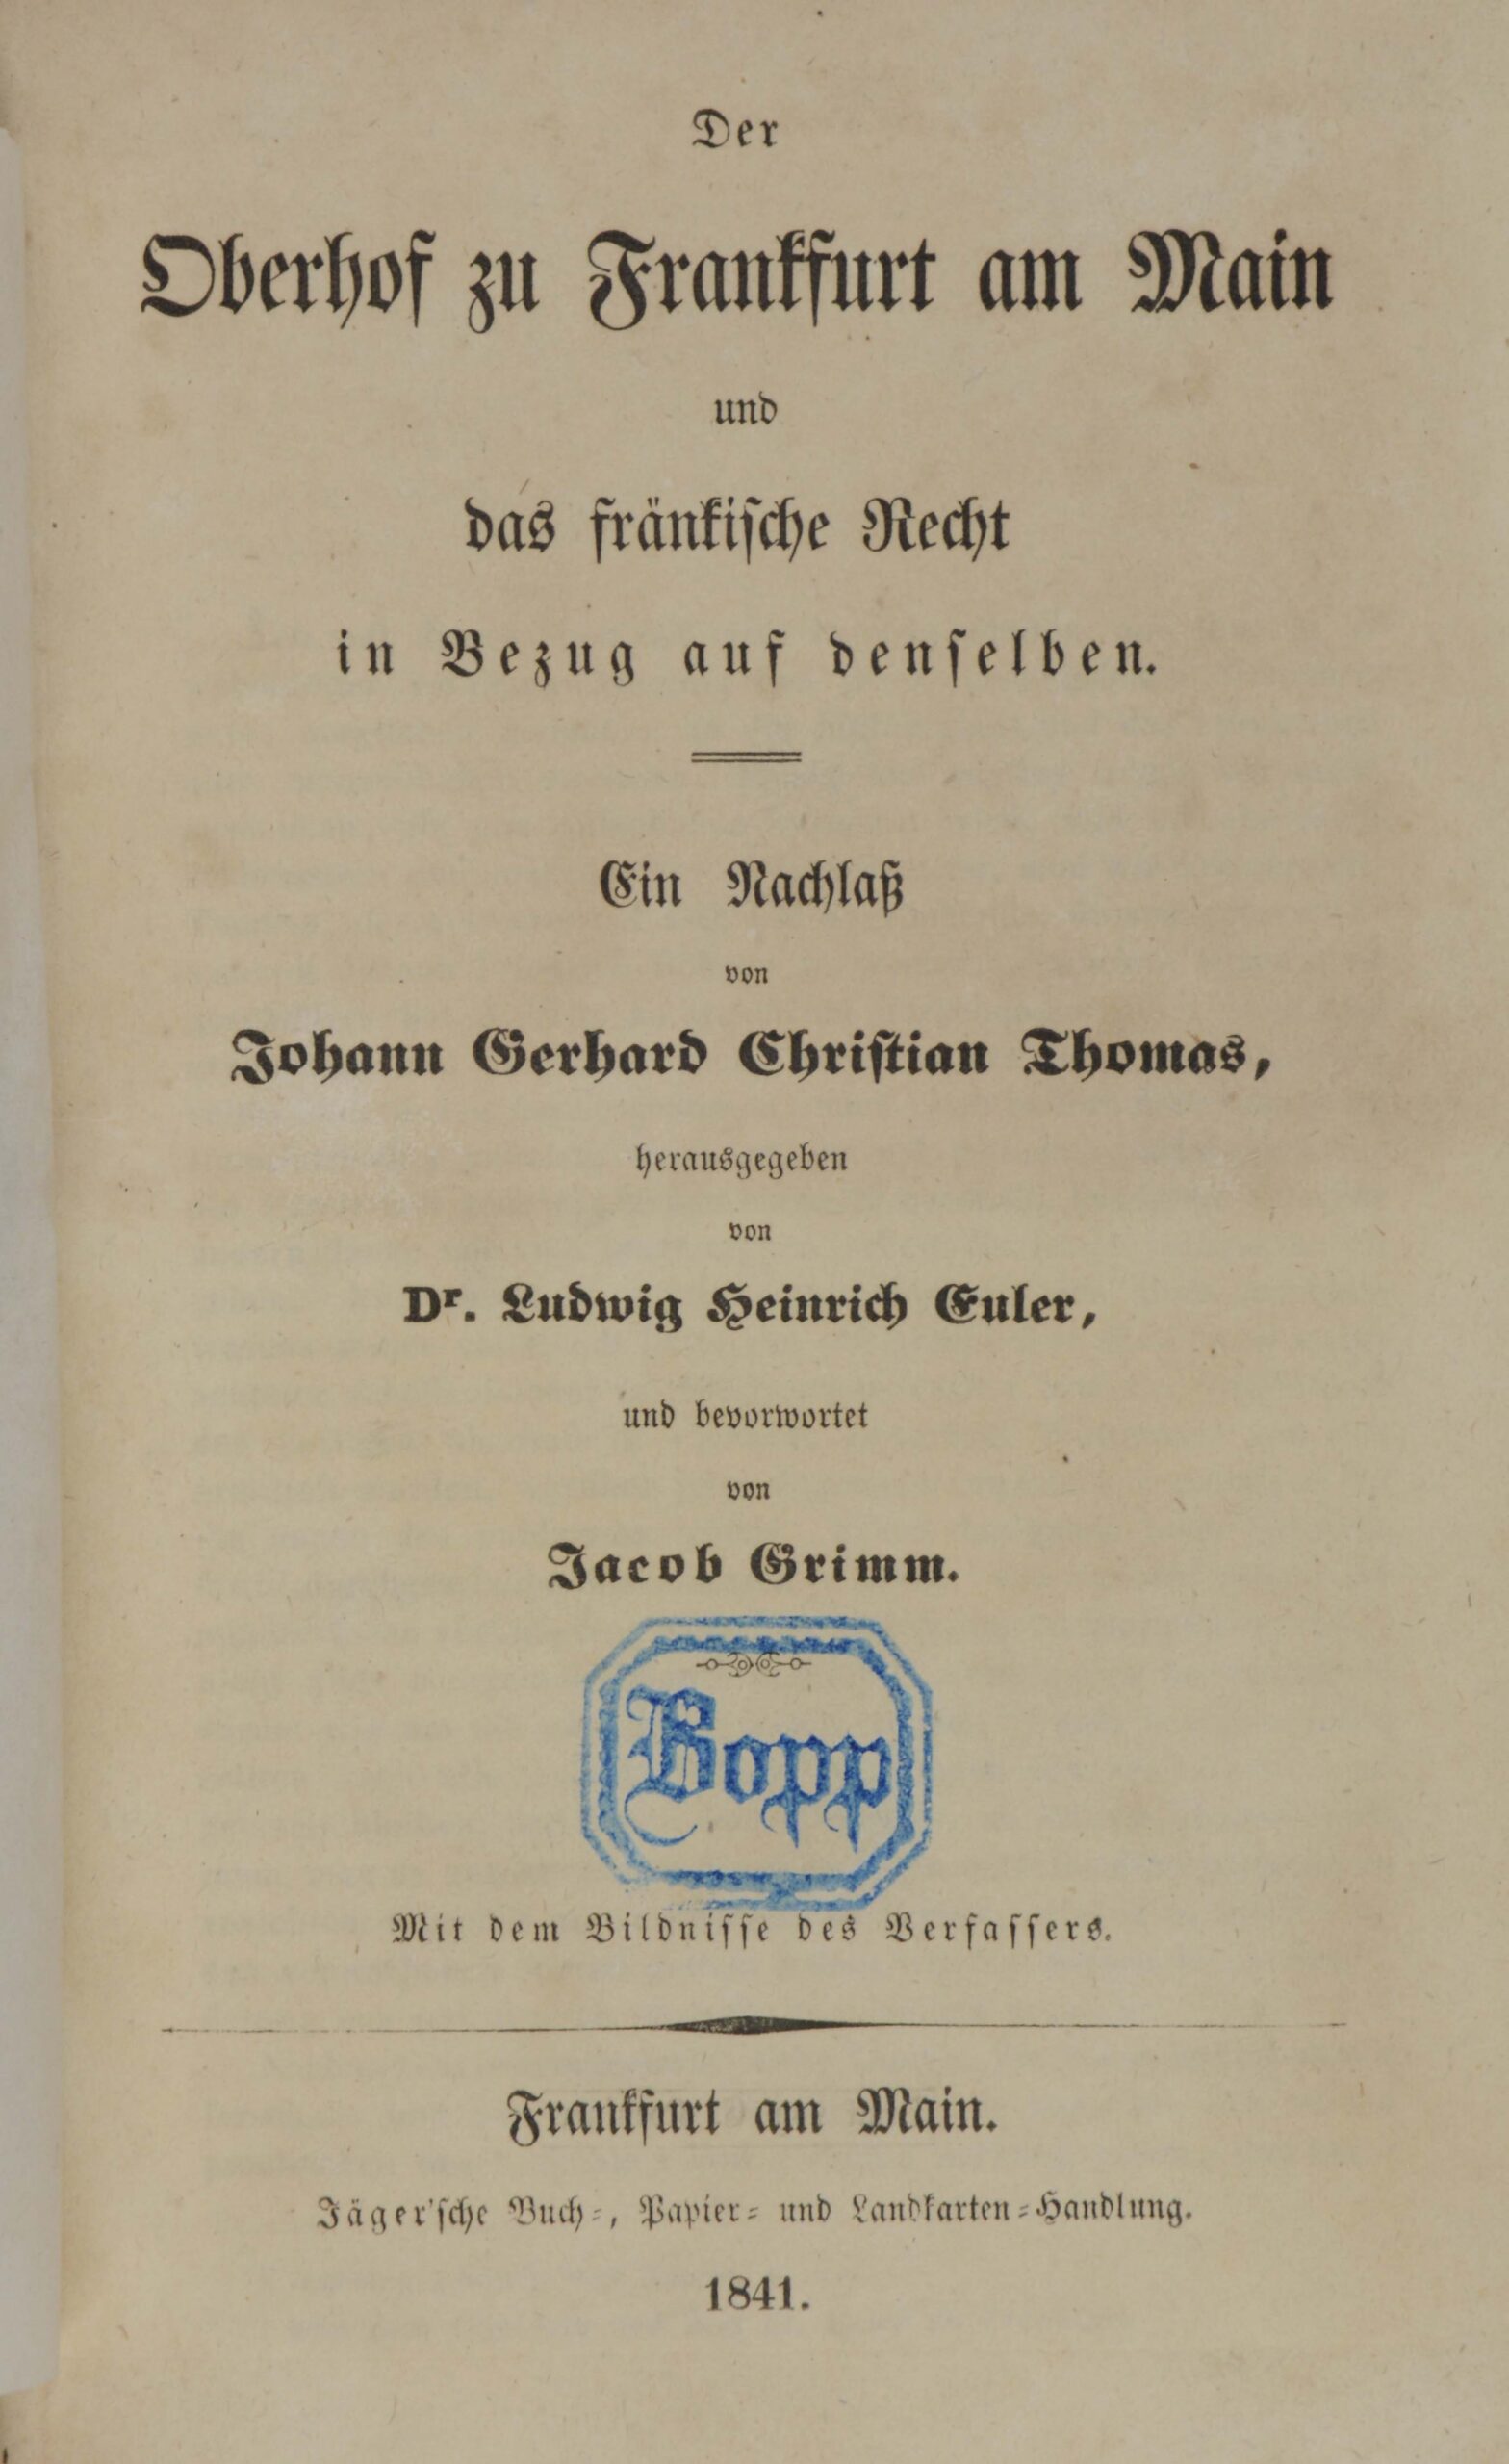 Der
Oberhof zu Frankfurt am Main
und
das fränkische Recht
in Bezug auf denselben.
Ein Nachlaß
von
Johann Gerhard Christian Thomas,
herausgegeben
von
Dr. Ludwig Heinrich Euler,
und bevorwortet
von
Jacob Grimm.
Bopp
Mit dem Bildnisse des Verfassers.
Frankfurt am Main.
Jäger'sche Buch-, Papier- und Landkarten-Handlung.
1841.